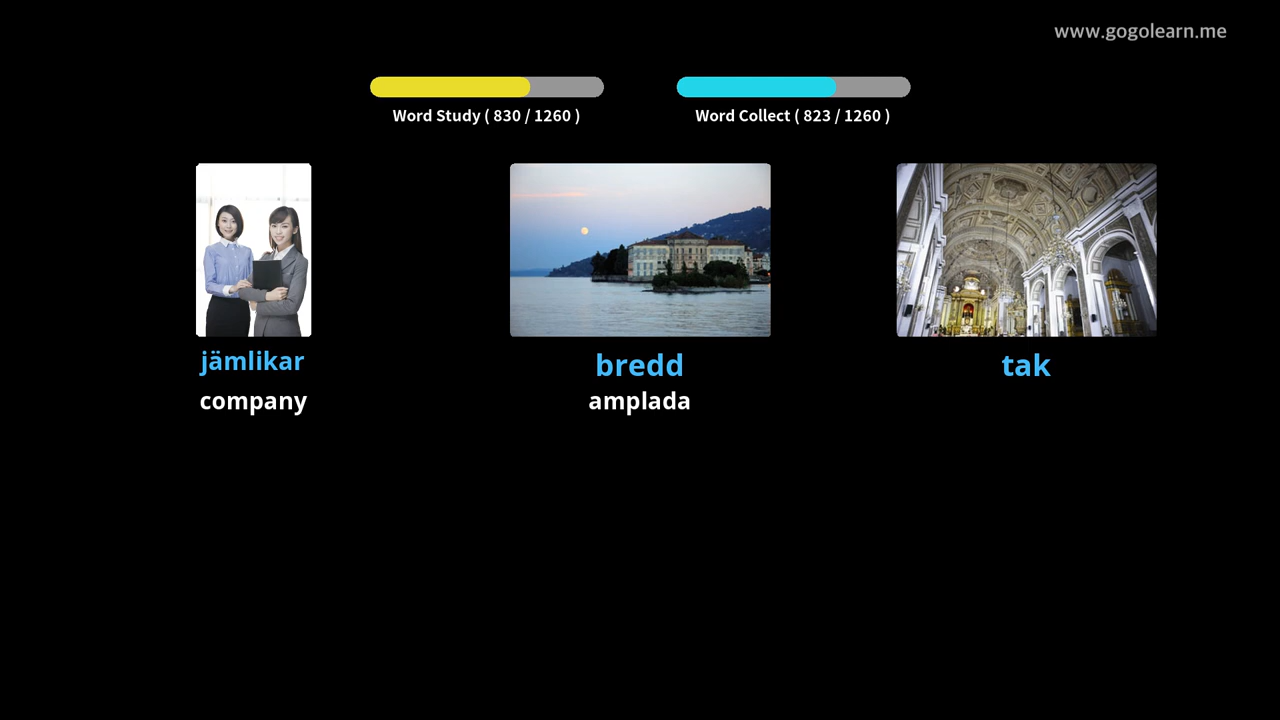 www.gogolearn.me
Word Study ( 830 / 1260 )
Word Collect ( 823 / 1260 )
jämlikar
company
bredd
amplada
tak